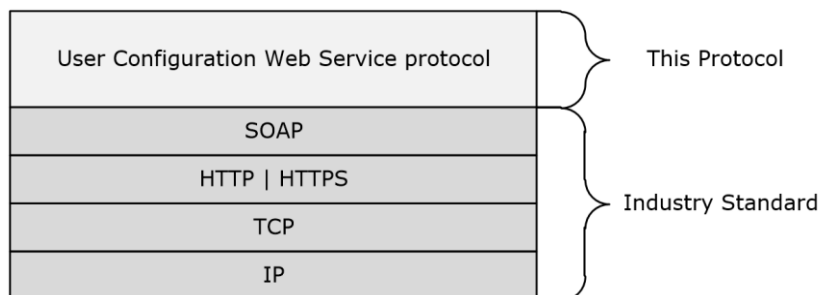 User Configuration Web Service protocol
This Protocol
SOAP
HTTP | HTTPS
Industry Standard
TCP
IP